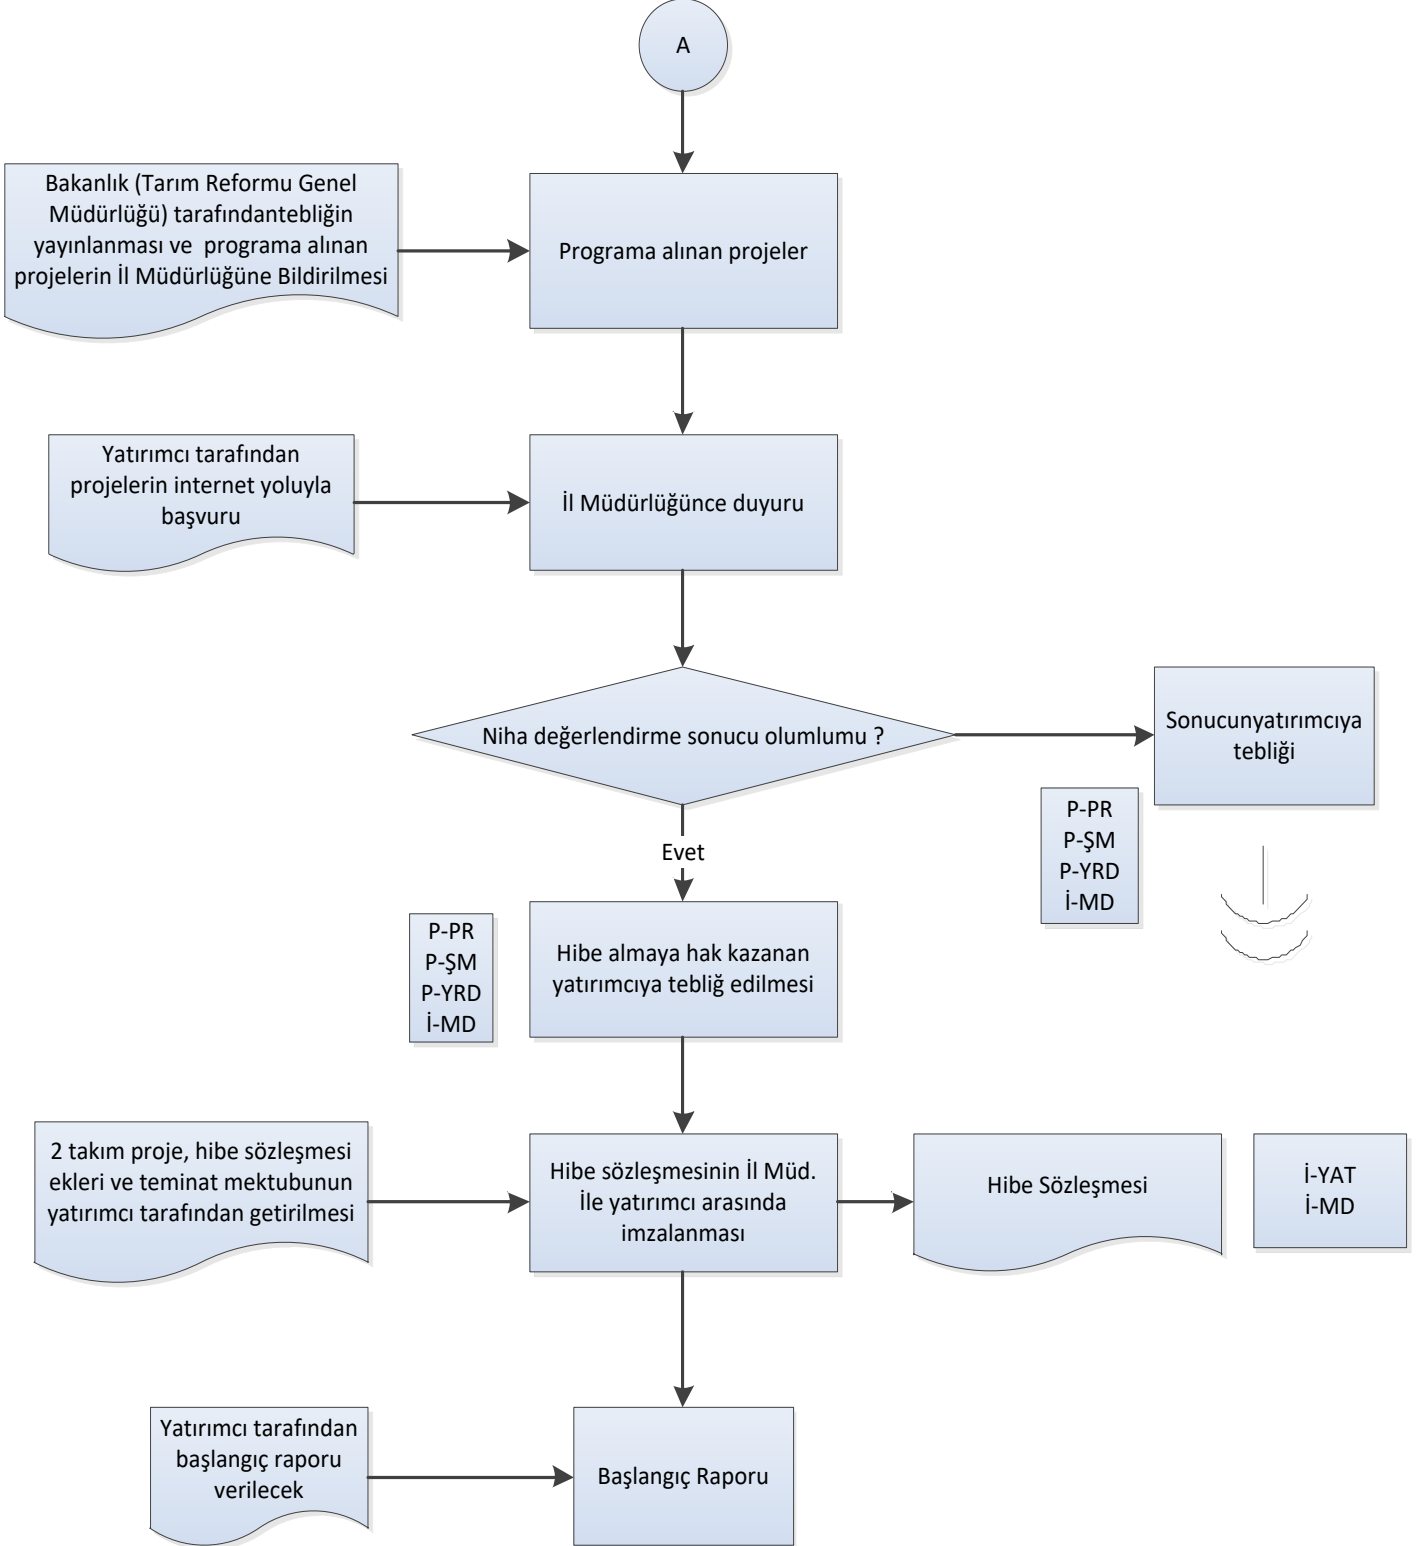 A
Bakanlık (Tarım Reformu Genel
Müdürlüğü) tarafındantebliğin
yayınlanması ve  programa alınan
projelerin İl Müdürlüğüne Bildirilmesi
Programa alınan projeler
Yatırımcı tarafından
projelerin internet yoluyla
başvuru
İl Müdürlüğünce duyuru
Niha değerlendirme sonucu olumlumu ?
Sonucunyatırımcıya
tebliği
P-PR
P-ŞM
P-YRD
İ-MD
Evet
P-PR
P-ŞM
P-YRD
İ-MD
Hibe almaya hak kazanan
yatırımcıya tebliğ edilmesi
2 takım proje, hibe sözleşmesi
ekleri ve teminat mektubunun
yatırımcı tarafından getirilmesi
Hibe sözleşmesinin İl Müd.
İle yatırımcı arasında
imzalanması
Hibe Sözleşmesi
İ-YAT
İ-MD
Yatırımcı tarafından
başlangıç raporu
verilecek
Başlangıç Raporu